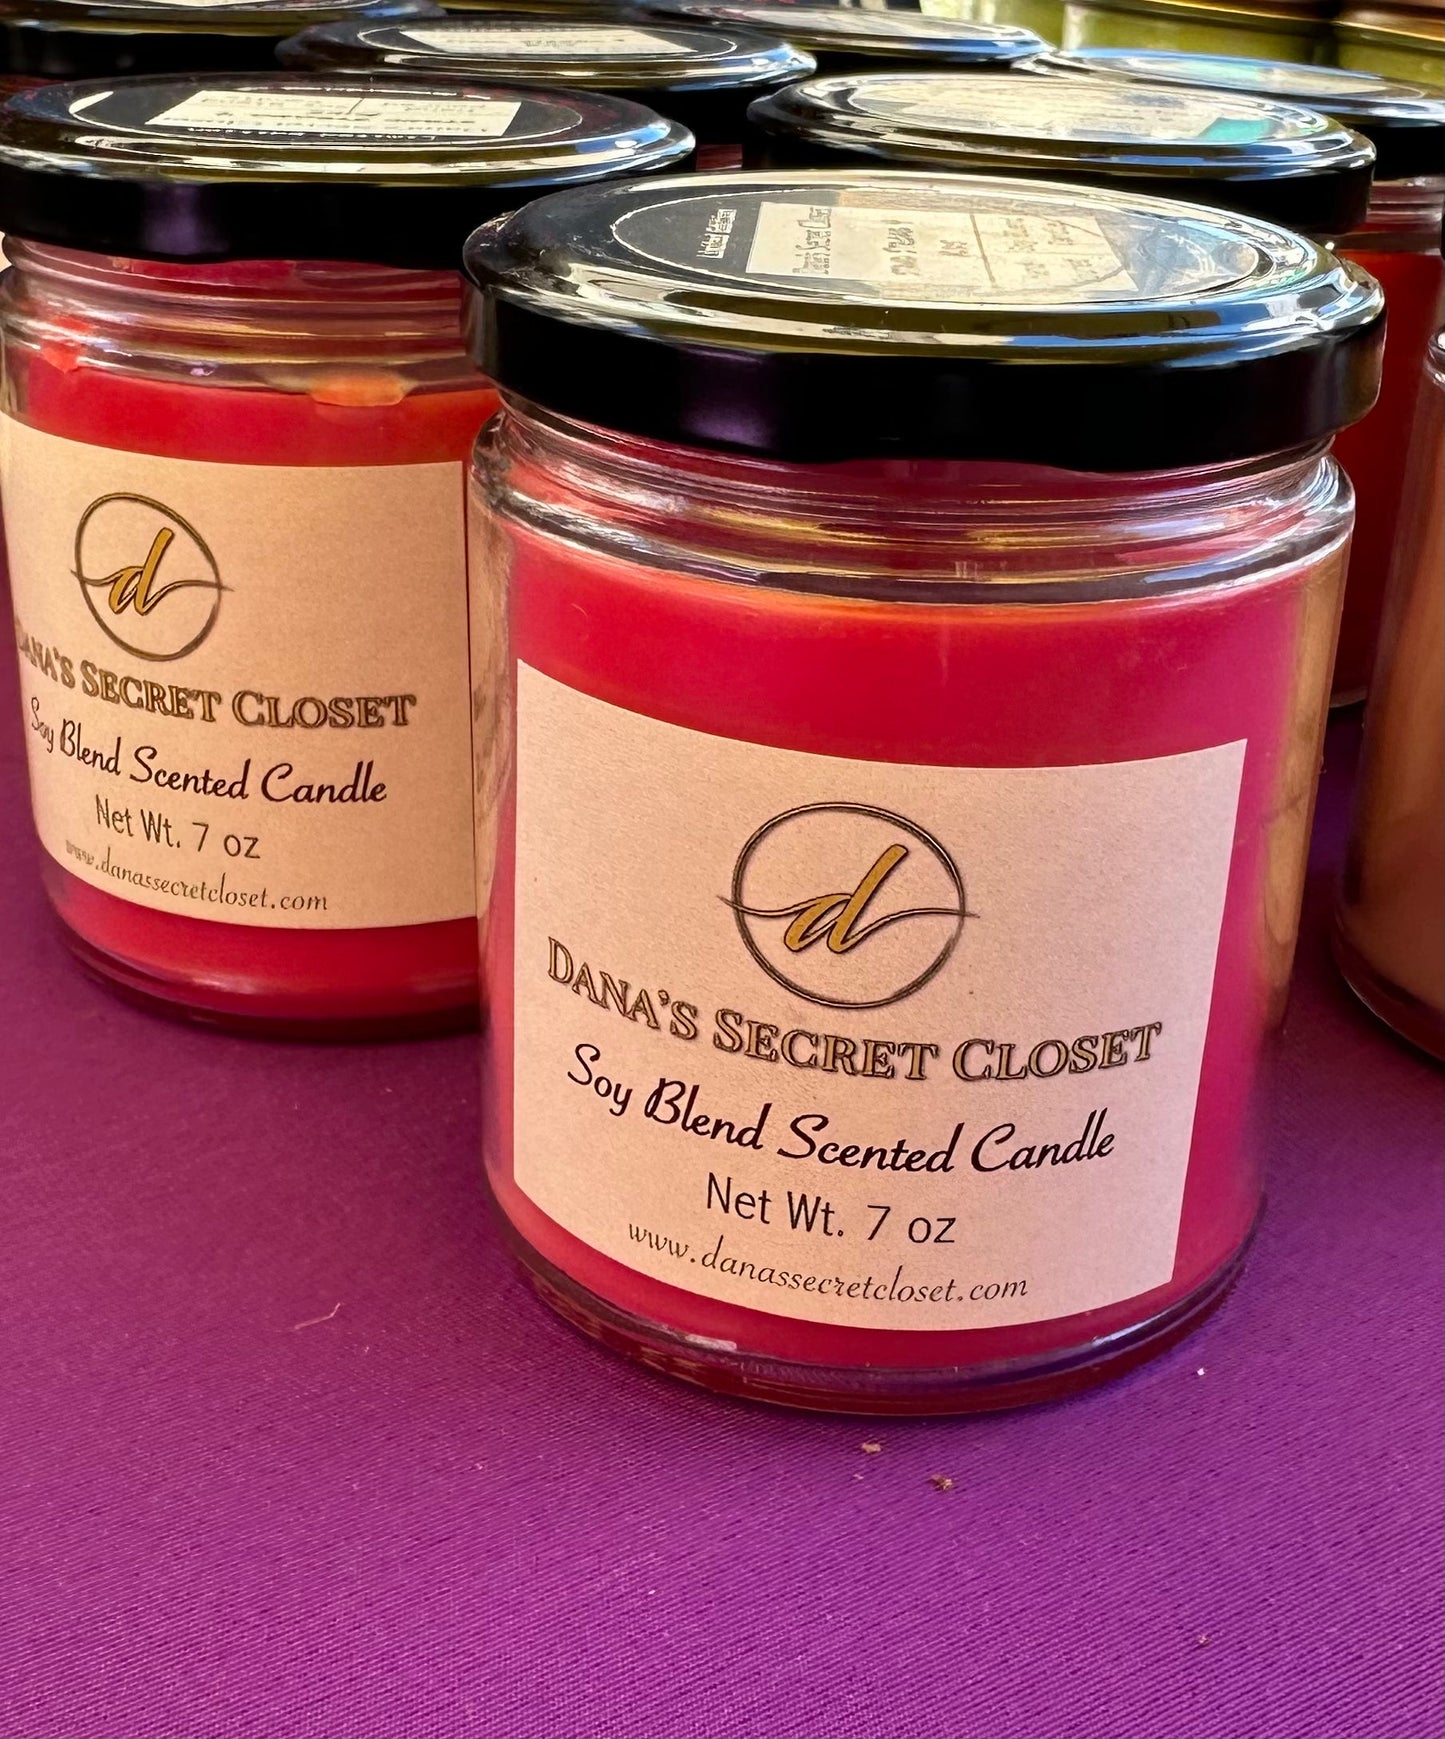 d
DANA'S SECRET CLOSET
Soy Blend Scented Candle
Net Wt. 7 oz
www.danassecretcloset.com
d
DANA'S SECRET CLOSET
Soy Blend Scented Candle
Net Wt. 7 oz
www.danassecretcloset.com